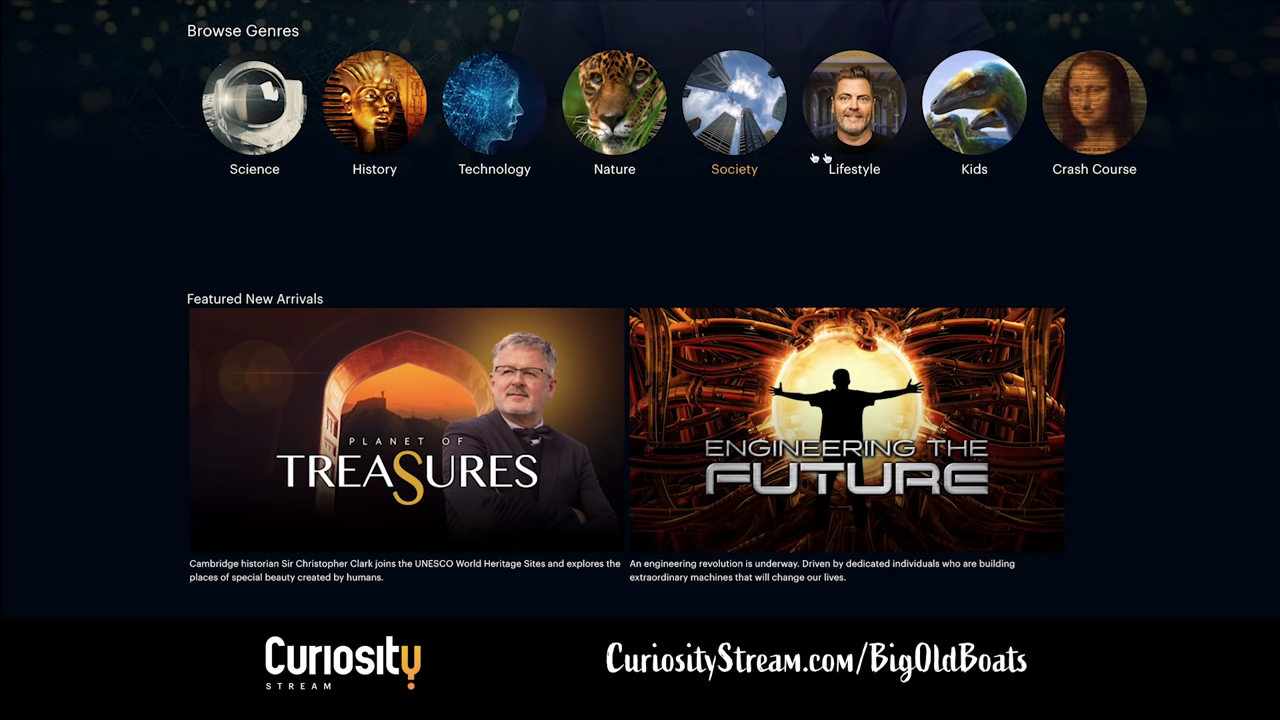 Browse Genres
Science History Technology Nature Society Lifestyle Kids Crash Course
Featured New Arrivals
PLANET OF
TREASURES
ENGINEERING THE
FUTURE
Cambridge historian Sir Christopher Clark joins the UNESCO World Heritage Sites and explores the
places of special beauty created by humans.
An engineering revolution is underway. Driven by dedicated individuals who are building
extraordinary machines that will change our lives.
Curiosity
STREAM
CuriosityStream.com/BigOldBoats